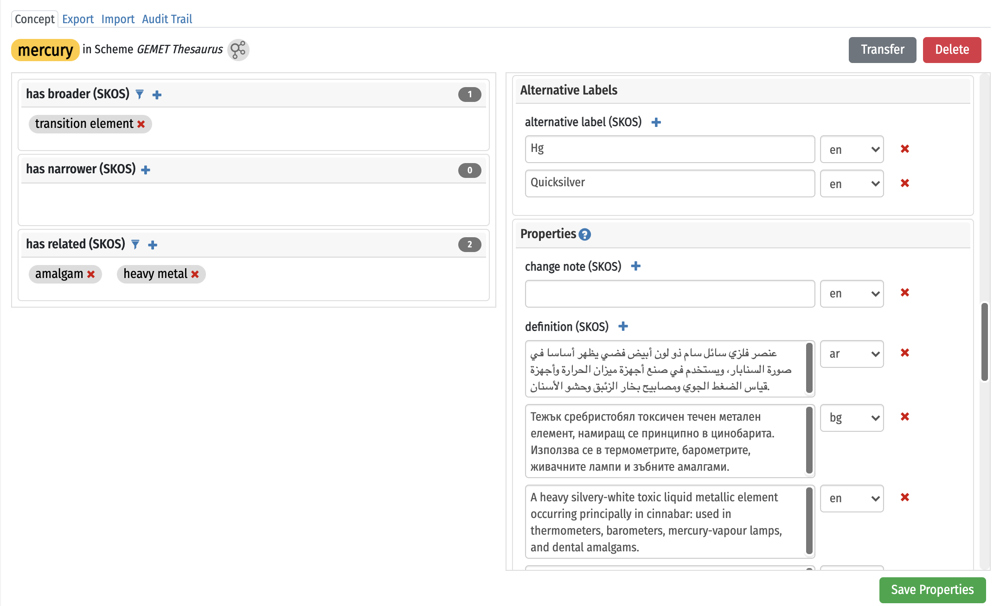 Concept Export Import Audit Trail
mercury in Scheme GEMET Thesaurus
Transfer Delete
has broader (SKOS) 1
transition element
has narrower (SKOS) 0
has related (SKOS) 2
amalgam heavy metal
Alternative Labels
alternative label (SKOS)
Hg en
Quicksilver en
Properties ?
change note (SKOS)
en
definition (SKOS)
عنصر فلزي سائل سام ذو لون أبيض فضي يظهر أساسا في
صورة السنابار، ويستخدم في صنع أجهزة ميزان الحرارة وأجهزة
قياس الضغط الجوي ومصابيح بخار الزئبق وحشو الأسنان.
ar
Тежък сребристобял токсичен течен метален
елемент, намиращ се принципно в цинобарита.
Използва се в термометрите, барометрите,
живачните лампи и зъбните амалгами.
bg
A heavy silvery-white toxic liquid metallic element
occurring principally in cinnabar: used in
thermometers, barometers, mercury-vapour lamps,
and dental amalgams.
en
Save Properties